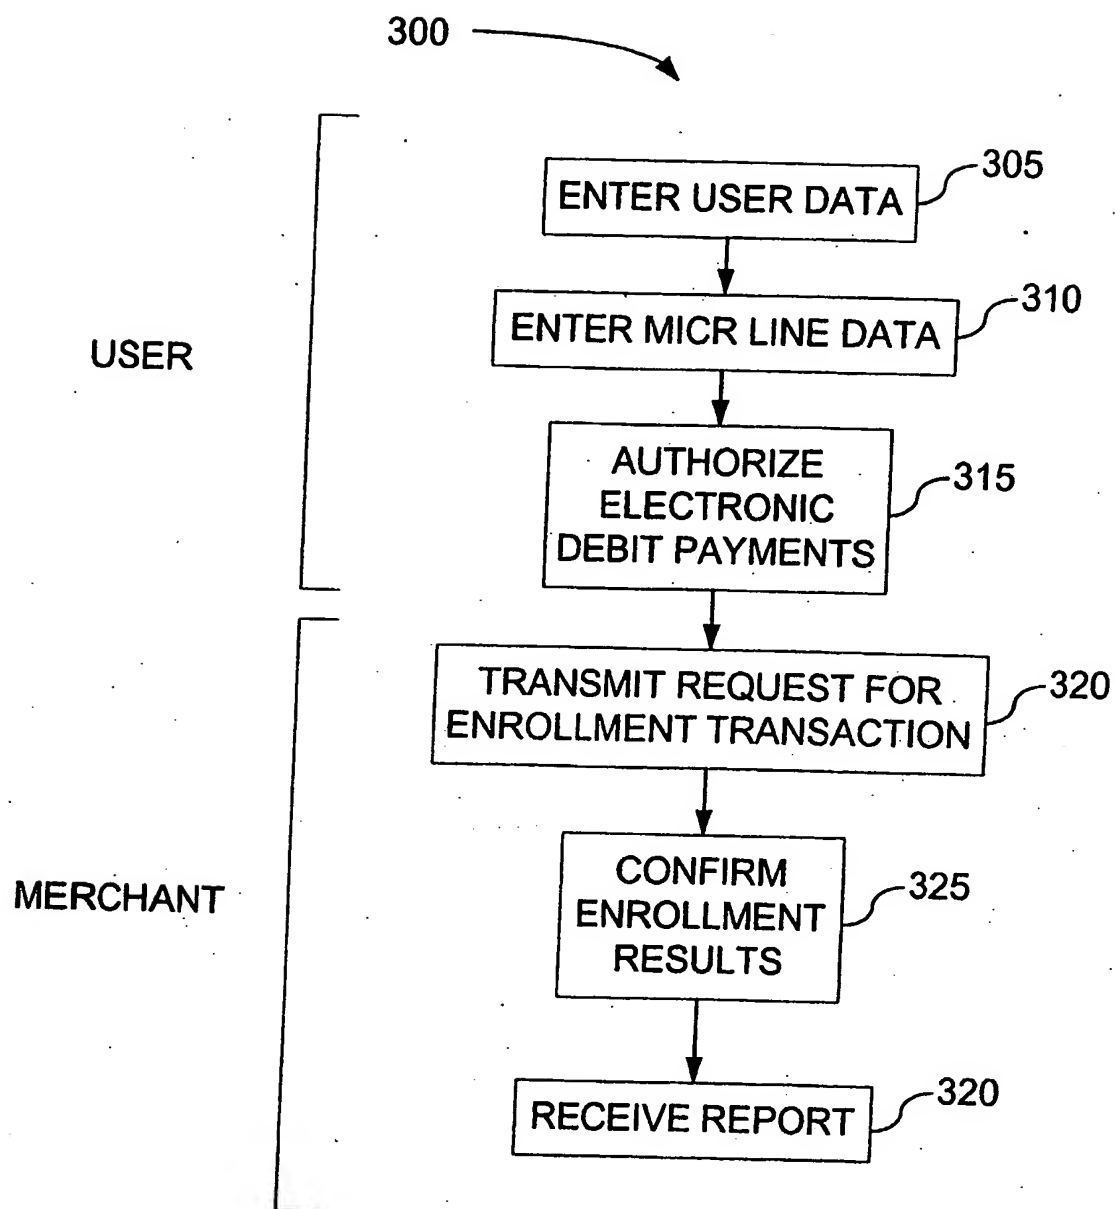 300
305
ENTER USER DATA
310
ENTER MICR LINE DATA
USER
AUTHORIZE
ELECTRONIC
DEBIT PAYMENTS
315
TRANSMIT REQUEST FOR
ENROLLMENT TRANSACTION
320
MERCHANT
CONFIRM
ENROLLMENT
RESULTS
325
RECEIVE REPORT
320